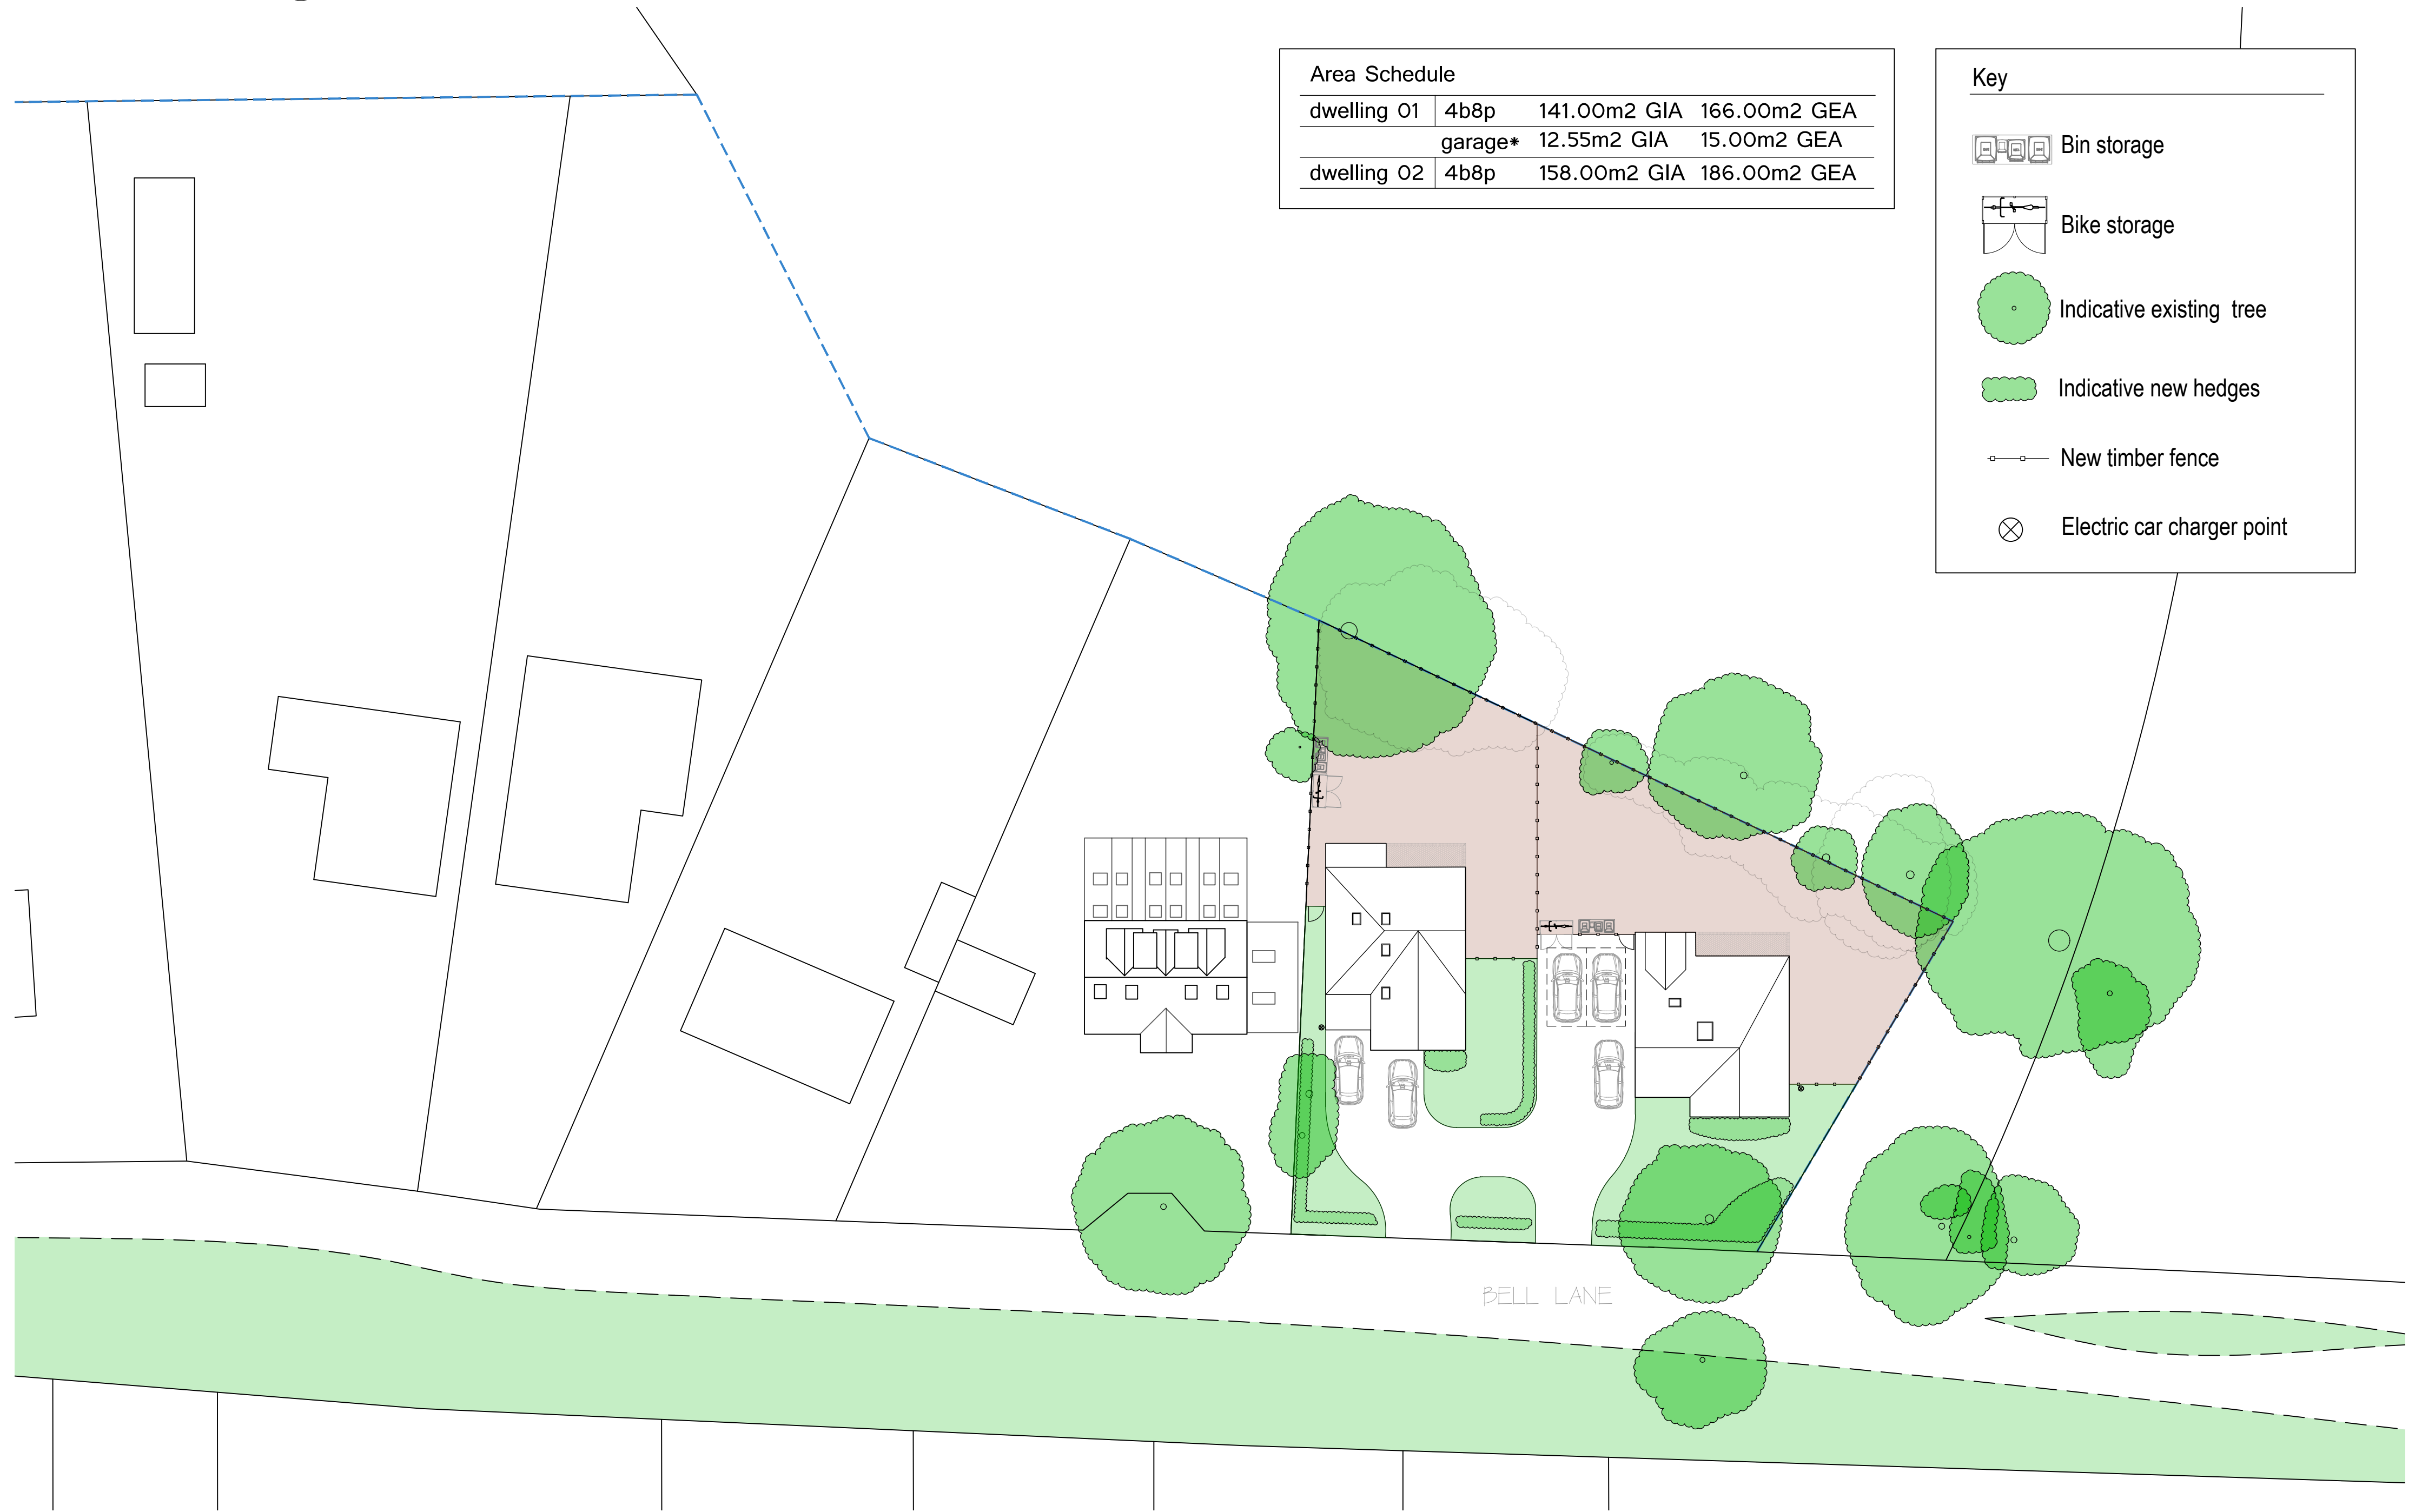 Area Schedule
dwelling 01 4b8p 141.00m2 GIA 166.00m2 GEA
garage* 12.55m2 GIA 15.00m2 GEA
dwelling 02 4b8p 158.00m2 GIA 186.00m2 GEA
Key
Bin storage
Bike storage
Indicative existing tree
Indicative new hedges
New timber fence
Electric car charger point
BELL LANE